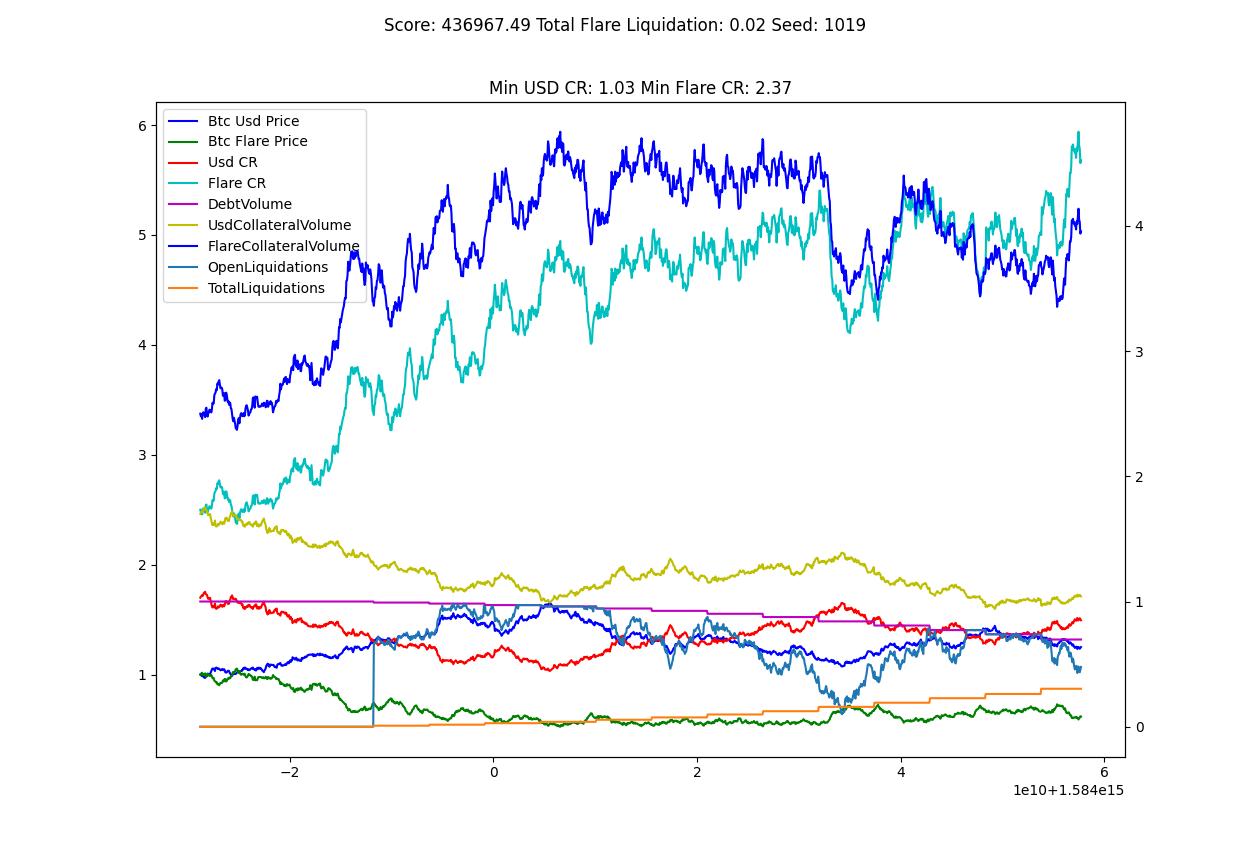 Score: 436967.49 Total Flare Liquidation: 0.02 Seed: 1019
Min USD CR: 1.03 Min Flare CR: 2.37
Btc Usd Price
Btc Flare Price
Usd CR
Flare CR
DebtVolume
UsdCollateralVolume
FlareCollateralVolume
OpenLiquidations
TotalLiquidations
6
5
4
3
2
1
4
3
2
1
0
−2
0
2
4
6
1e10+1.584e15